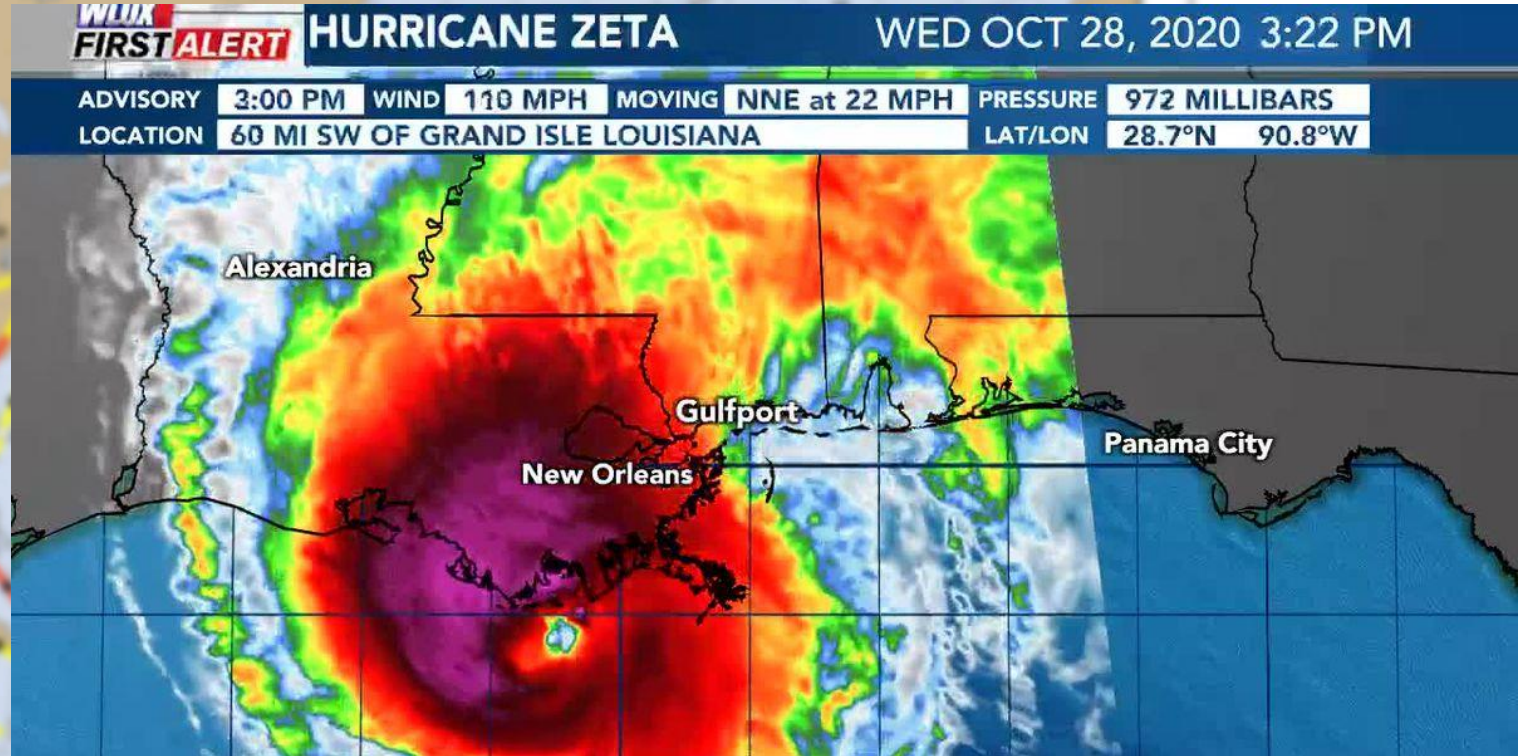 WLOX
FIRST ALERT
HURRICANE ZETA
WED OCT 28, 2020 3:22 PM
ADVISORY 3:00 PM WIND 110 MPH MOVING NNE at 22 MPH PRESSURE 972 MILLIBARS
LOCATION 60 MI SW OF GRAND ISLE LOUISIANA LAT/LON 28.7°N 90.8°W
Alexandria
Gulfport
Panama City
New Orleans